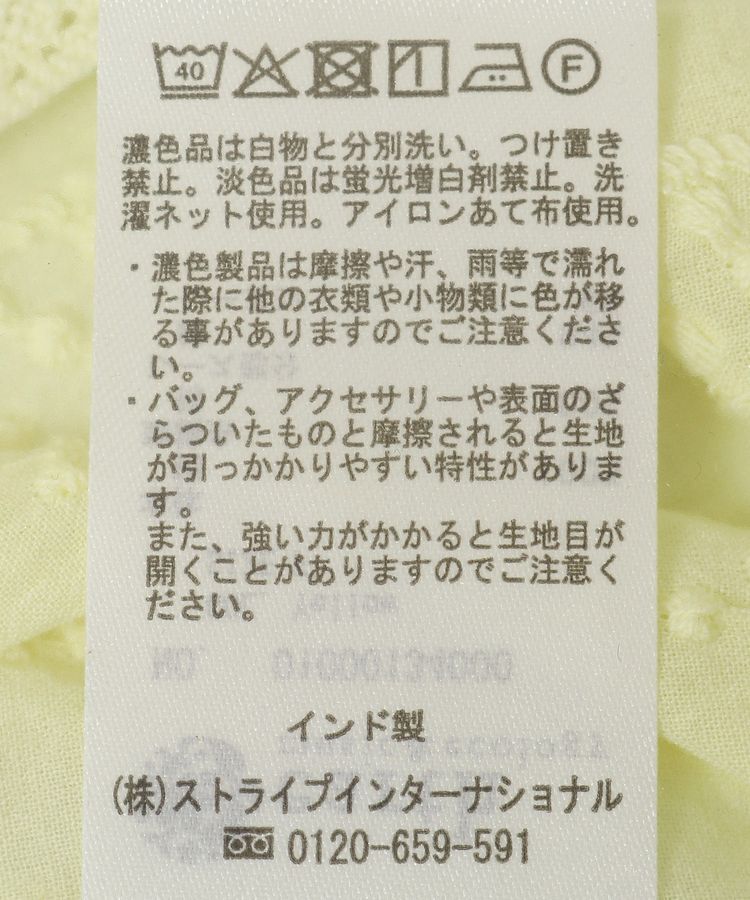 40
F
濃色品は白物と分別洗い。つけ置き
禁止。淡色品は蛍光増白剤禁止。洗
濯ネット使用。アイロンあて布使用。
・濃色製品は摩擦や汗、雨等で濡れ
た際に他の衣類や小物類に色が移
る事がありますのでご注意くださ
い。
・バッグ、アクセサリーや表面のざ
らついたものと摩擦されると生地
が引っかかりやすい特性がありま
す。
また、強い力がかかると生地目が
開くことがありますのでご注意く
ださい。
Yellow
NO. 01000134000
インド製
(株)ストライプインターナショナル
0120-659-591